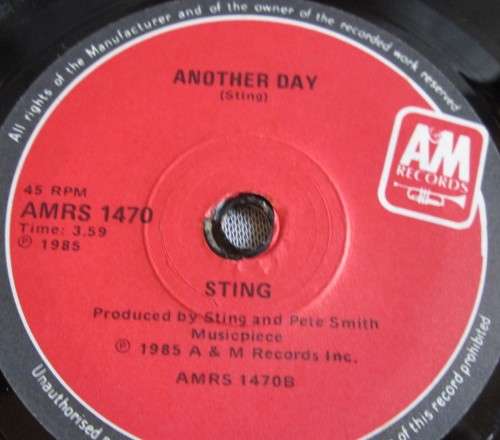 All rights of the Manufacturer and of the owner of the recorded work reserved
ANOTHER DAY
(Sting)
A&M
RECORDS
45 RPM
AMRS 1470
Time: 3.59
℗ 1985
STING
Produced by Sting and Pete Smith
Musicpiece
℗ 1985 A & M Records Inc.
AMRS 1470B
Unauthorised
of this record prohibited